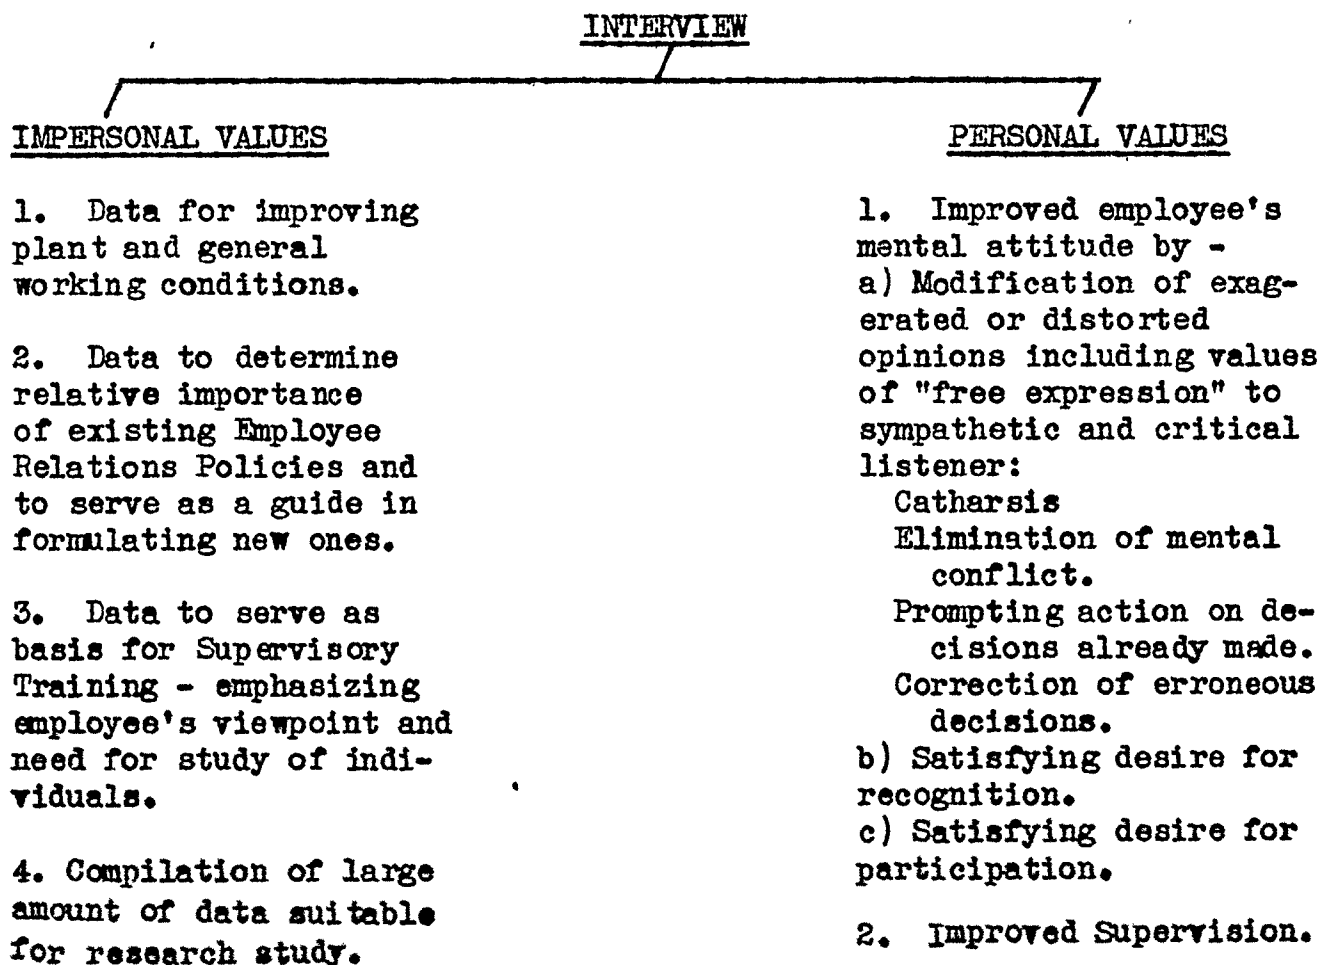 INTERVIEW
IMPERSONAL VALUES
1. Data for improving
plant and general
working conditions.
2. Data to determine
relative importance
of existing Employee
Relations Policies and
to serve as a guide in
formulating new ones.
3. Data to serve as
basis for Supervisory
Training - emphasizing
employee's viewpoint and
need for study of indi-
viduals.
4. Compilation of large
amount of data suitable
for research study.
PERSONAL VALUES
1. Improved employee's
mental attitude by -
a) Modification of exag-
erated or distorted
opinions including values
of "free expression" to
sympathetic and critical
listener:
Catharsis
Elimination of mental
conflict.
Prompting action on de-
cisions already made.
Correction of erroneous
decisions.
b) Satisfying desire for
recognition.
c) Satisfying desire for
participation.
2. Improved Supervision.